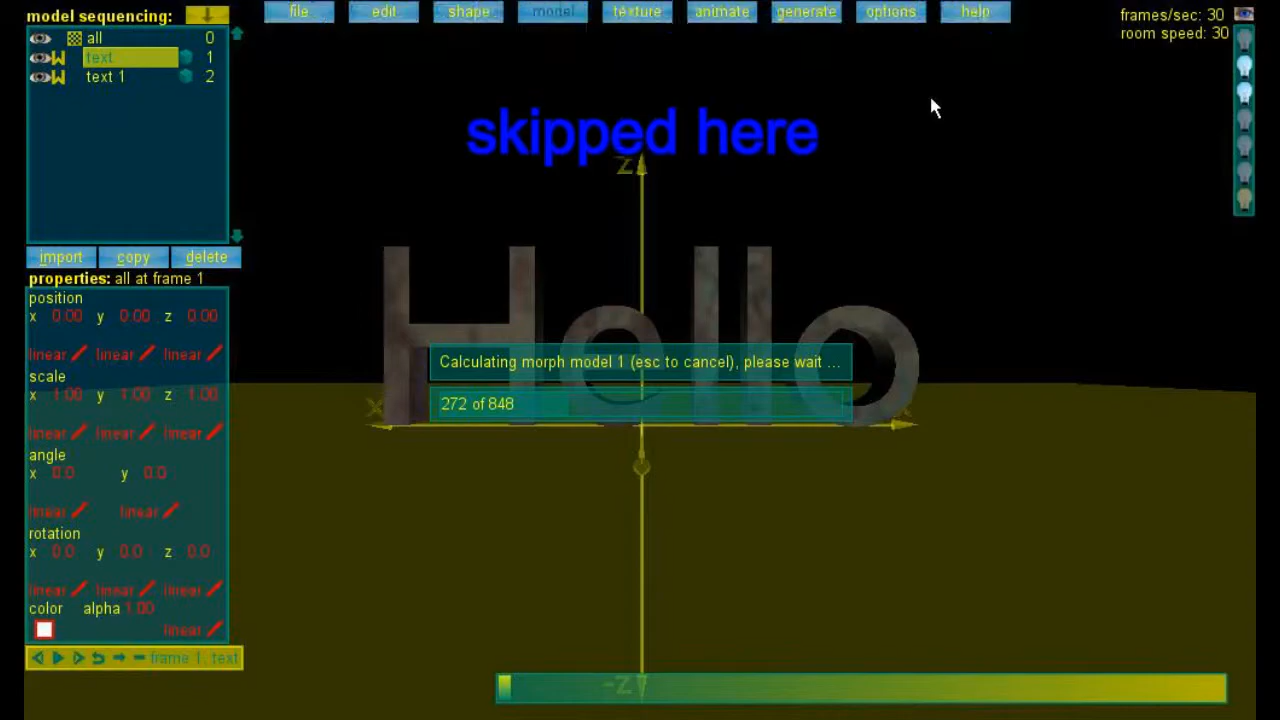 model sequencing:
file edit shape model texture animate generate options help
frames/sec: 30
room speed: 30
all 0
text 1
text 1 2
skipped here
Z
Hello
import copy delete
properties: all at frame 1
position
x 0.00 y 0.00 z 0.00
linear linear linear
scale
x 1.00 y 1.00 z 1.00
linear linear linear
angle
x 0.0 y 0.0
linear linear
rotation
x 0.0 y 0.0 z 0.0
linear linear linear
color alpha 1.00
linear
Calculating morph model 1 (esc to cancel), please wait ...
272 of 848
X
frame 1, text
-Z